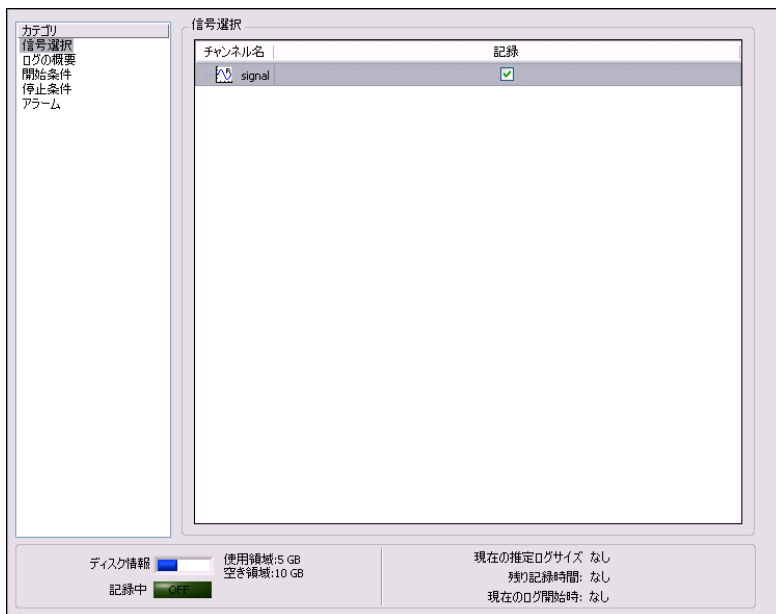 カテゴリ
信号選択
ログの概要
開始条件
停止条件
アラーム
信号選択
チャンネル名 記録
signal
ディスク情報 使用領域:5 GB
空き領域:10 GB
記録中 OFF
現在の推定ログサイズ なし
残り記録時間: なし
現在のログ開始時: なし